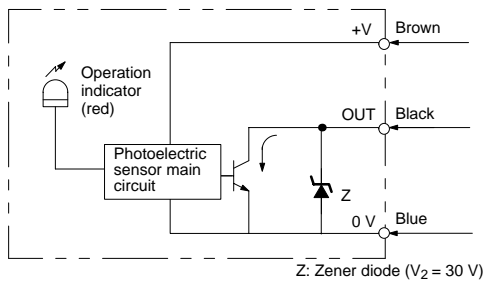 +V Brown
Operation
indicator
(red)
OUT Black
Photoelectric
sensor main
circuit
Z
0 V Blue
Z: Zener diode (V2 = 30 V)